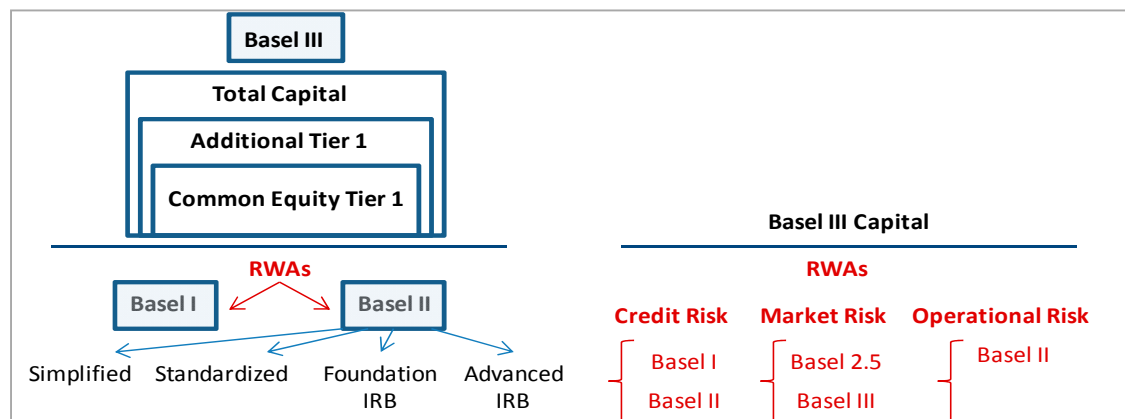 Basel III
Total Capital
Additional Tier 1
Common Equity Tier 1
RWAs
Basel I
Basel II
Simplified
Standardized
Foundation
IRB
Advanced
IRB
Basel III Capital
RWAs
Credit Risk
Market Risk
Operational Risk
Basel I
Basel II
Basel 2.5
Basel III
Basel II